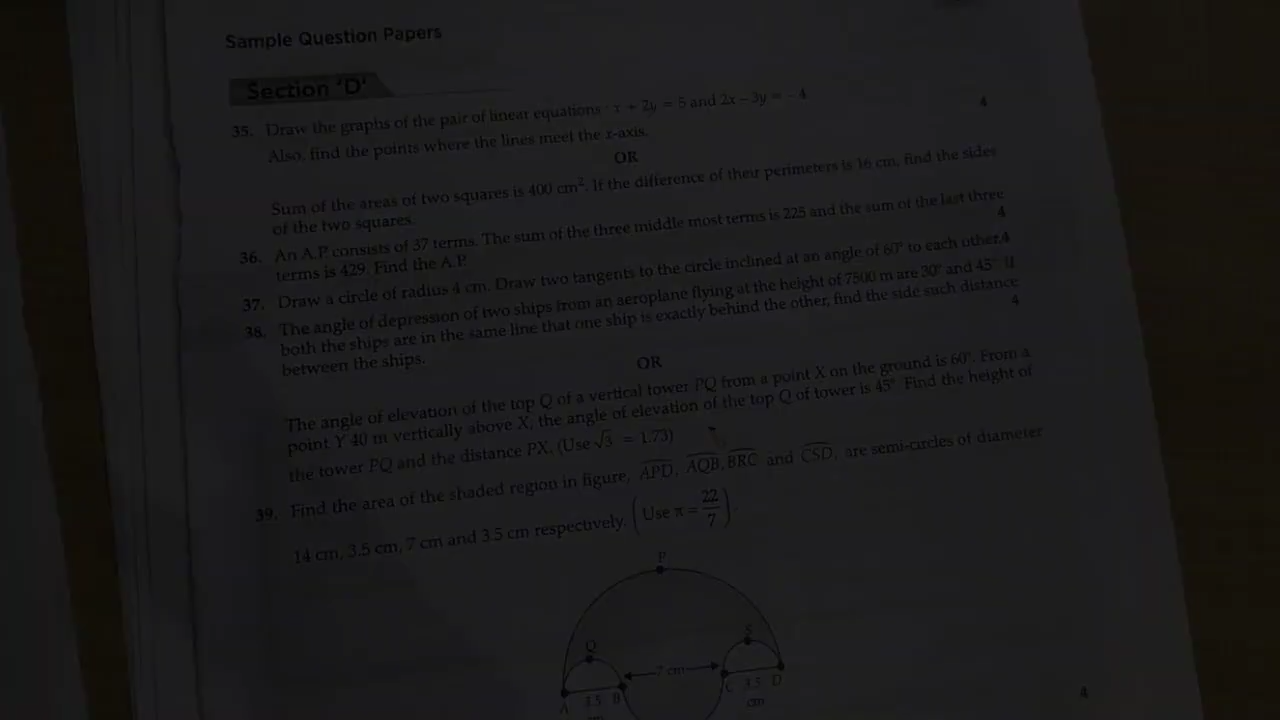 Sample Question Papers
Section 'D'
35. Draw the graphs of the pair of linear equations : x + 2y = 5 and 2x – 3y = – 4
Also, find the points where the lines meet the x-axis. 4
OR
Sum of the areas of two squares is 400 cm². If the difference of their perimeters is 16 cm, find the sides
of the two squares.
36. An A.P. consists of 37 terms. The sum of the three middle most terms is 225 and the sum of the last three
terms is 429. Find the A.P. 4
37. Draw a circle of radius 4 cm. Draw two tangents to the circle inclined at an angle of 60° to each other. 4
38. The angle of depression of two ships from an aeroplane flying at the height of 7500 m are 30° and 45°. If
both the ships are in the same line that one ship is exactly behind the other, find the side such distance
between the ships. 4
OR
The angle of elevation of the top Q of a vertical tower PQ from a point X on the ground is 60°. From a
point Y 40 m vertically above X, the angle of elevation of the top Q of tower is 45°. Find the height of
the tower PQ and the distance PX. (Use √3 = 1.73)
39. Find the area of the shaded region in figure, APD, AQB, BRC and CSD, are semi-circles of diameter
14 cm, 3.5 cm, 7 cm and 3.5 cm respectively. (Use π = 22/7)
P
Q
S
7 cm
A 3.5 B
C 3.5 D
cm
cm
4